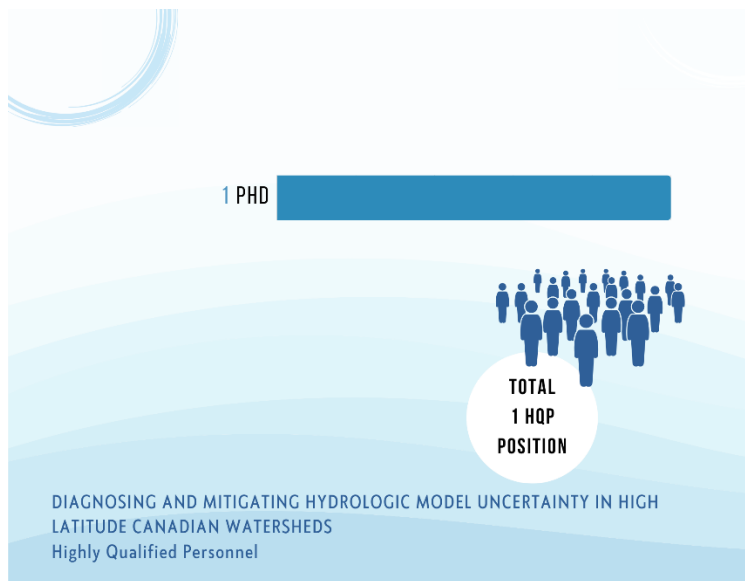 1 PHD
TOTAL
1 HQP
POSITION
DIAGNOSING AND MITIGATING HYDROLOGIC MODEL UNCERTAINTY IN HIGH
LATITUDE CANADIAN WATERSHEDS
Highly Qualified Personnel